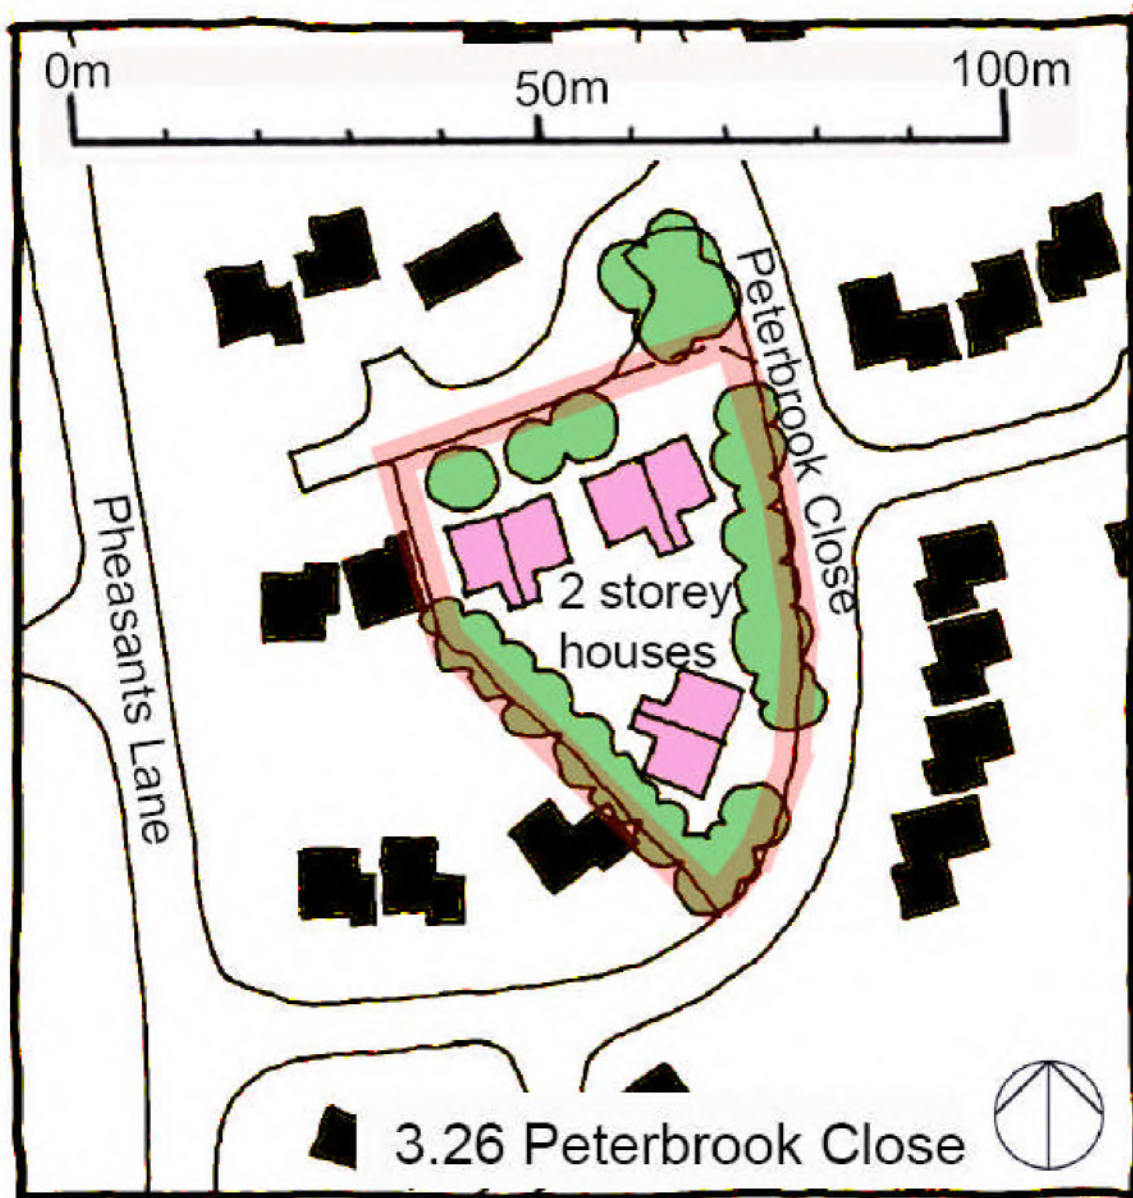 0m 50m 100m
Peterbrook Close
Pheasants Lane
2 storey
houses
3.26 Peterbrook Close